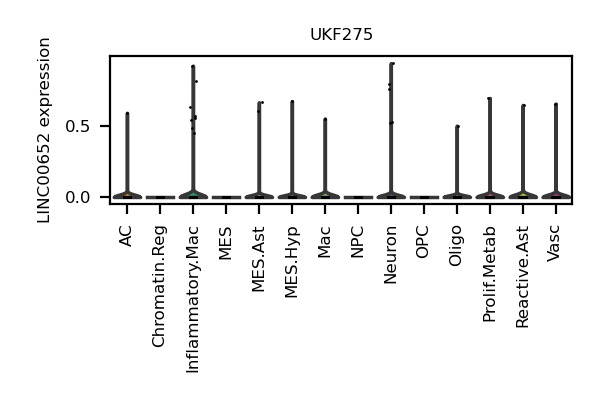 UKF275
LINC00652 expression
0.5
0.0
AC
Chromatin.Reg
Inflammatory.Mac
MES
MES.Ast
MES.Hyp
Mac
NPC
Neuron
OPC
Oligo
Prolif.Metab
Reactive.Ast
Vasc